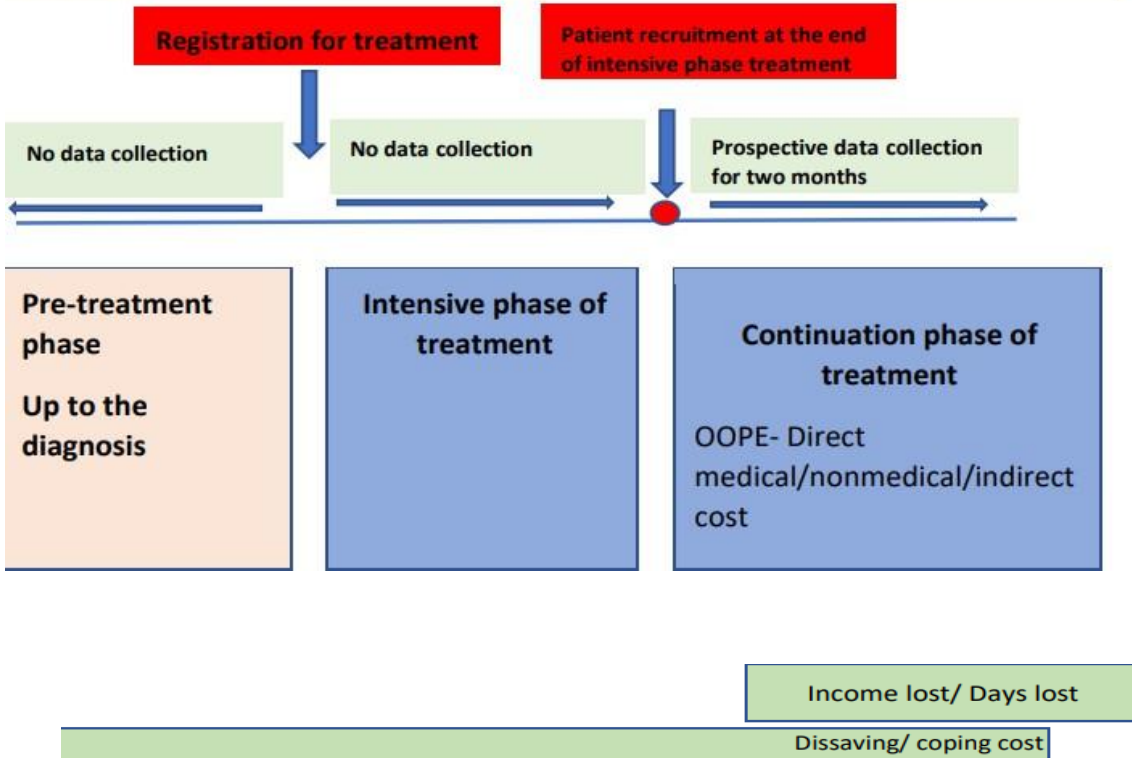 Registration for treatment
Patient recruitment at the end
of intensive phase treatment
No data collection
No data collection
Prospective data collection
for two months
Pre-treatment
phase
Up to the
diagnosis
Intensive phase of
treatment
Continuation phase of
treatment
OOPE- Direct
medical/nonmedical/indirect
cost
Income lost/ Days lost
Dissaving/ coping cost